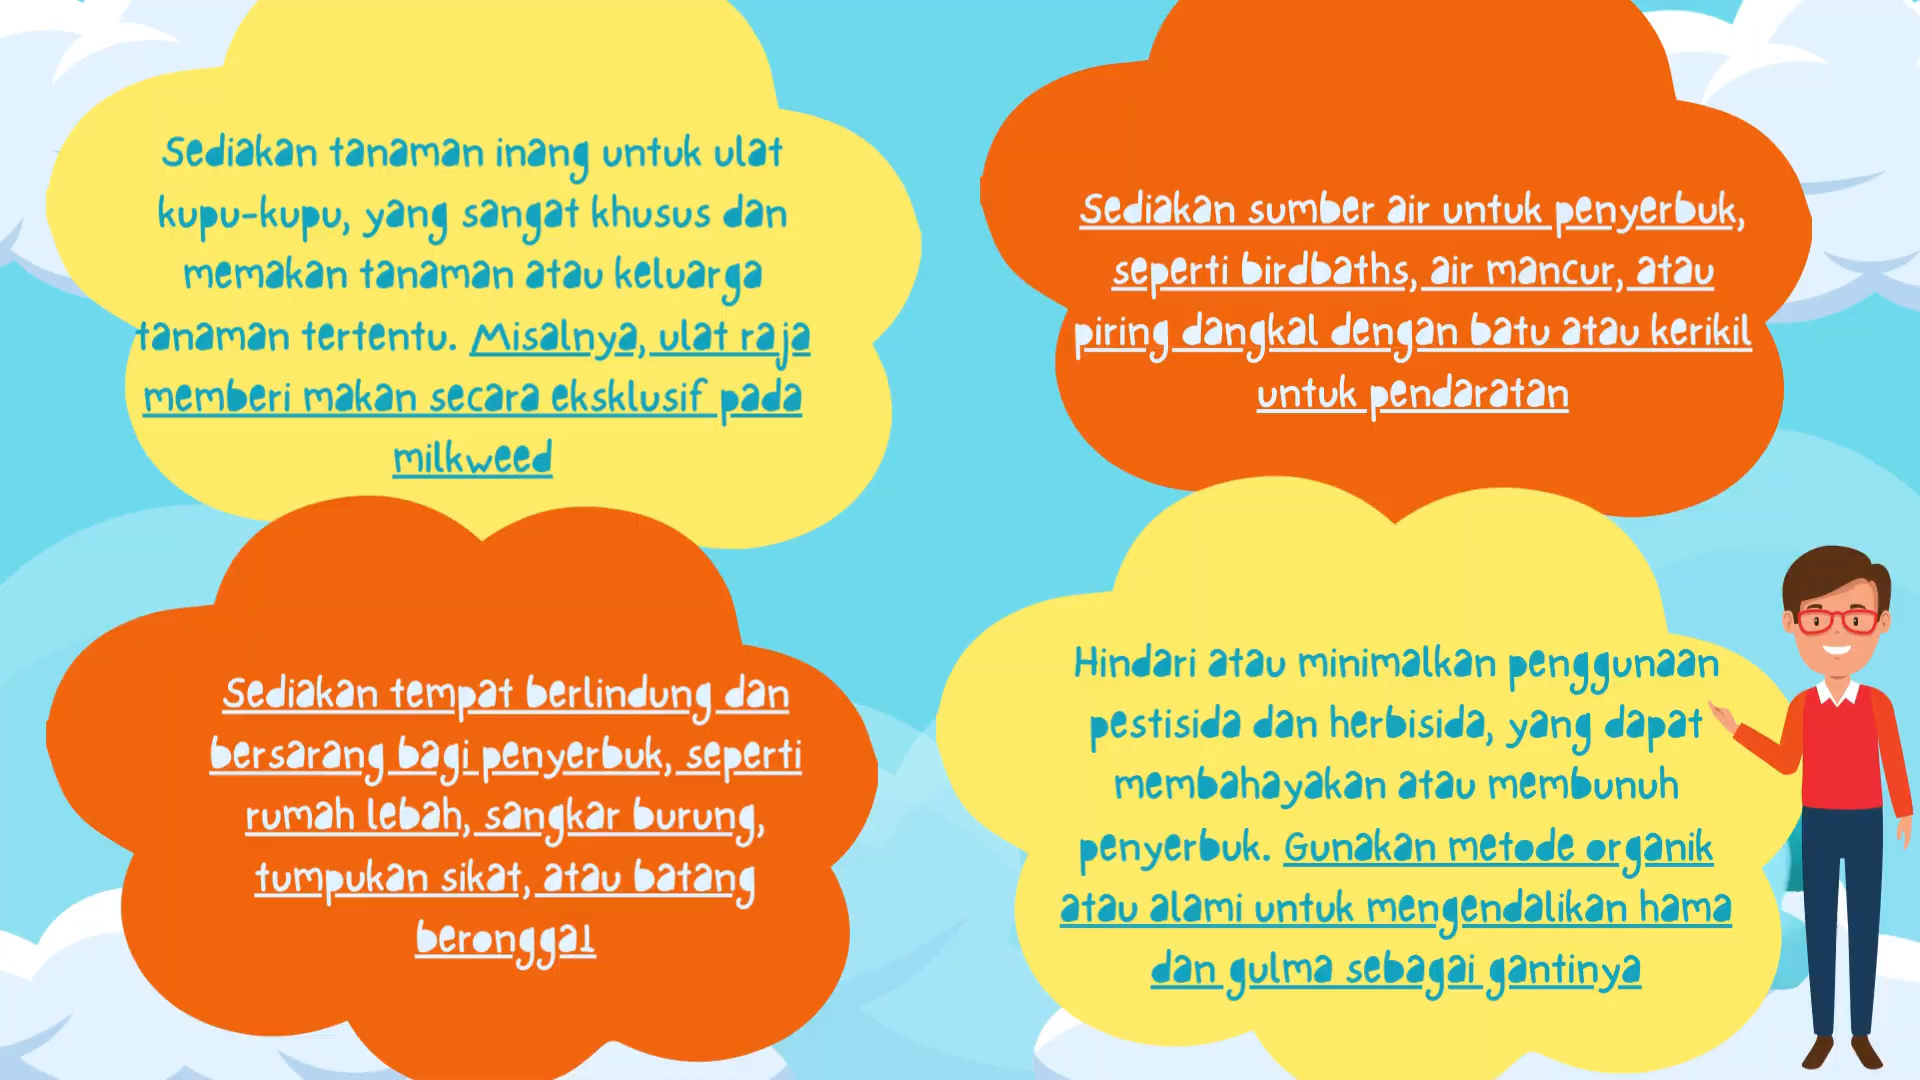 Sediakan tanaman inang untuk ulat
kupu-kupu, yang sangat khusus dan
memakan tanaman atau keluarga
tanaman tertentu. Misalnya, ulat raja
memberi makan secara eksklusif pada
milkweed
Sediakan sumber air untuk penyerbuk,
seperti birdbaths, air mancur, atau
piring dangkal dengan batu atau kerikil
untuk pendaratan
Sediakan tempat berlindung dan
bersarang bagi penyerbuk, seperti
rumah lebah, sangkar burung,
tumpukan sikat, atau batang
berongga1
Hindari atau minimalkan penggunaan
pestisida dan herbisida, yang dapat
membahayakan atau membunuh
penyerbuk. Gunakan metode organik
atau alami untuk mengendalikan hama
dan gulma sebagai gantinya